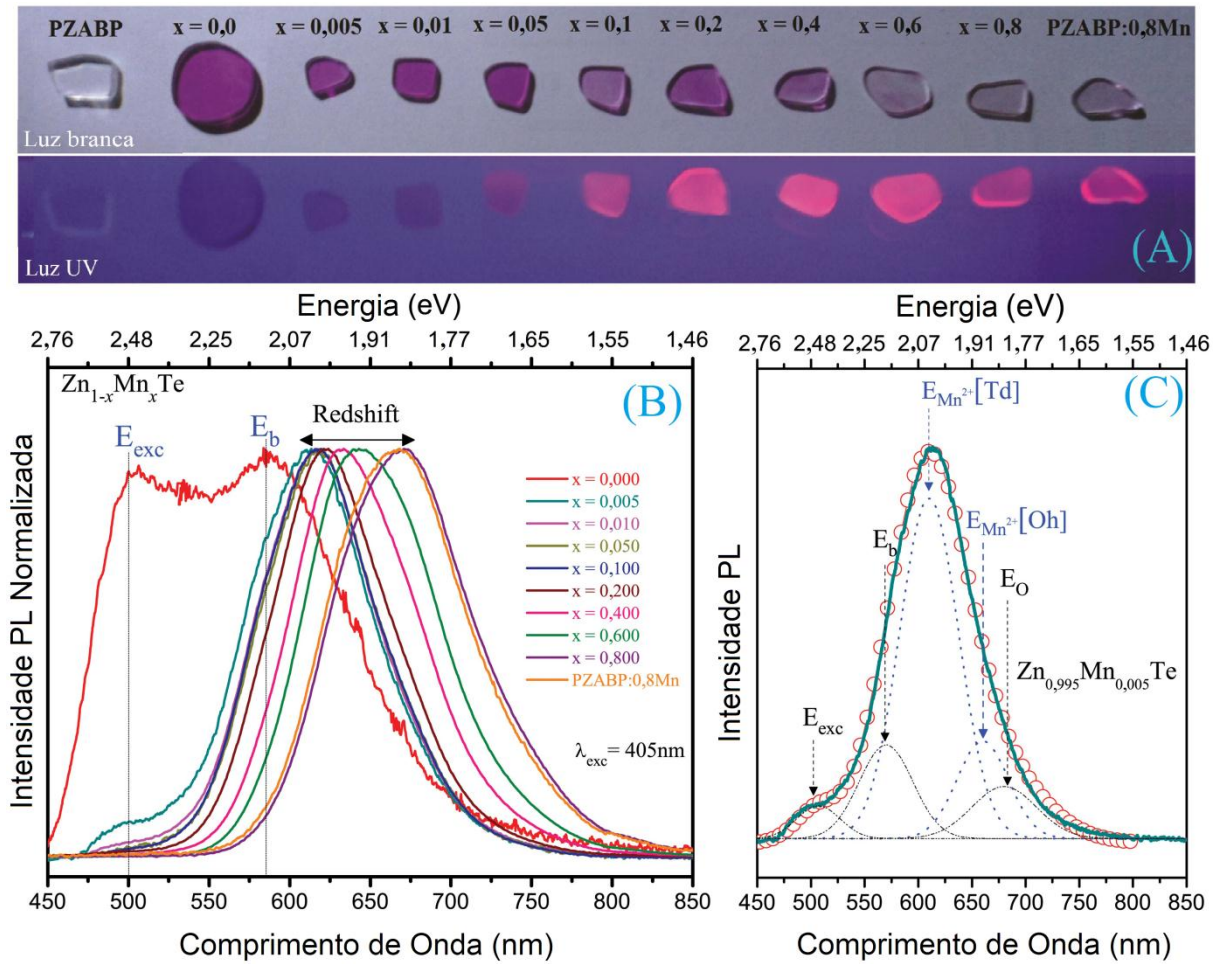 PZABP x = 0,0 x = 0,005 x = 0,01 x = 0,05 x = 0,1 x = 0,2 x = 0,4 x = 0,6 x = 0,8 PZABP:0,8Mn
Luz branca
Luz UV
(A)
Energia (eV)
2,76 2,48 2,25 2,07 1,91 1,77 1,65 1,55 1,46
Zn1-xMnxTe
(B)
Eexc
Eb
Redshift
x = 0,000
x = 0,005
x = 0,010
x = 0,050
x = 0,100
x = 0,200
x = 0,400
x = 0,600
x = 0,800
PZABP:0,8Mn
λexc= 405nm
Intensidade PL Normalizada
450 500 550 600 650 700 750 800 850
Comprimento de Onda (nm)
Energia (eV)
2,76 2,48 2,25 2,07 1,91 1,77 1,65 1,55 1,46
(C)
EMn2+[Td]
EMn2+[Oh]
Eb
EO
Eexc
Zn0,995Mn0,005Te
Intensidade PL
450 500 550 600 650 700 750 800 850
Comprimento de Onda (nm)